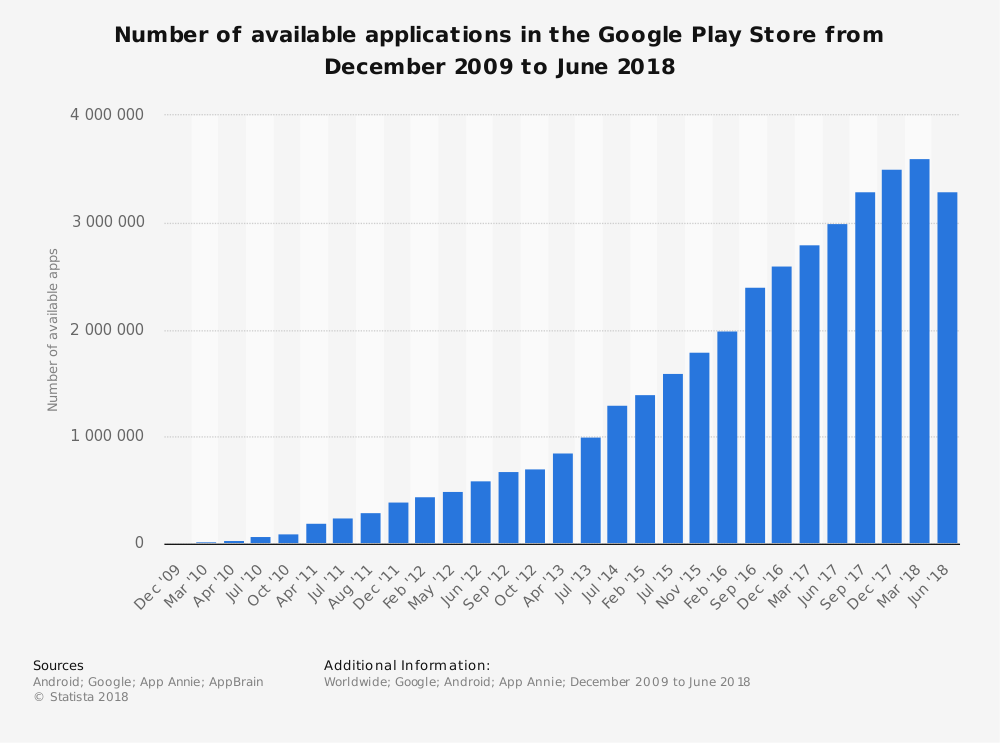 Number of available applications in the Google Play Store from
December 2009 to June 2018
4 000 000
3 000 000
2 000 000
1 000 000
0
Number of available apps
Dec '09
Mar '10
Apr '10
Jul '10
Oct '10
Apr '11
Jul '11
Aug '11
Dec '11
Feb '12
May '12
Jun '12
Sep '12
Oct '12
Apr '13
Jul '13
Jul '14
Feb '15
Jul '15
Nov '15
Feb '16
Sep '16
Dec '16
Mar '17
Jun '17
Sep '17
Dec '17
Mar '18
Jun '18
Sources
Android; Google; App Annie; AppBrain
© Statista 2018
Additional Information:
Worldwide; Google; Android; App Annie; December 2009 to June 2018